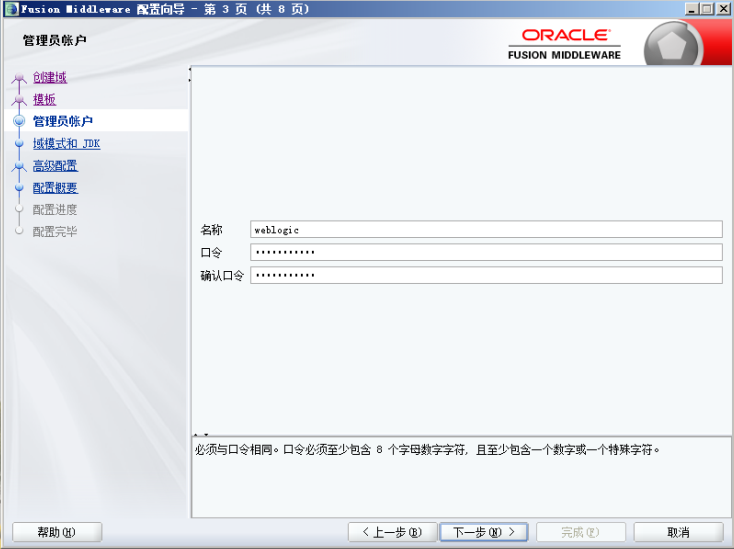 Fusion Middleware 配置向导 - 第 3 页 (共 8 页)
管理员帐户
ORACLE
FUSION MIDDLEWARE
创建域
模板
管理员帐户
域模式和 JDK
高级配置
配置概要
配置进度
配置完毕
名称 weblogic
口令 •••••••••••
确认口令 •••••••••••
必须与口令相同。口令必须至少包含 8 个字母数字字符, 且至少包含一个数字或一个特殊字符。
帮助(H) < 上一步(B) 下一步(N) > 完成(F) 取消